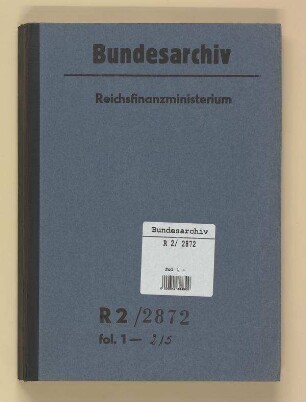 Bundesarchiv
Reichsfinanzministerium
Bundesarchiv
R 2/ 2872
R 2/2872
fol. 1— 215